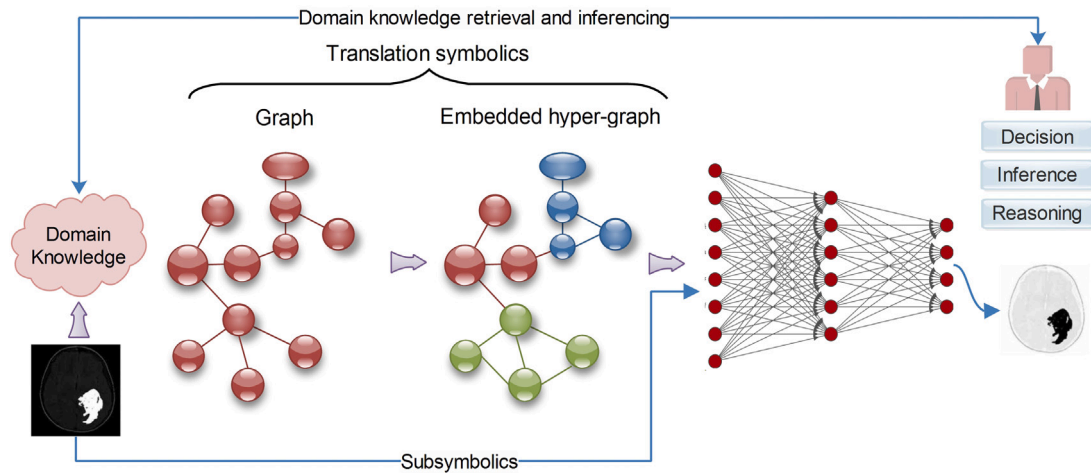 Domain knowledge retrieval and inferencing
Translation symbolics
Graph
Embedded hyper-graph
Decision
Inference
Reasoning
Domain
Knowledge
Subsymbolics